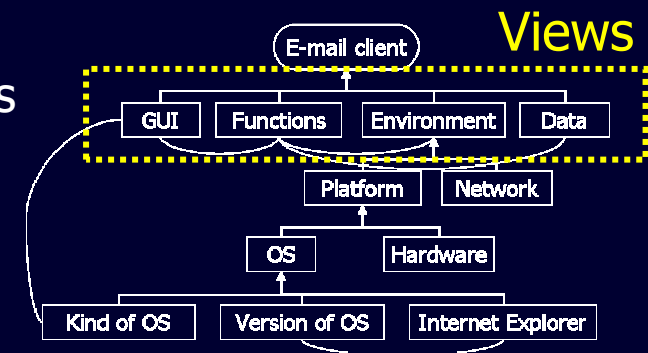 Views
E-mail client
s
GUI Functions Environment Data
Platform Network
OS Hardware
Kind of OS Version of OS Internet Explorer